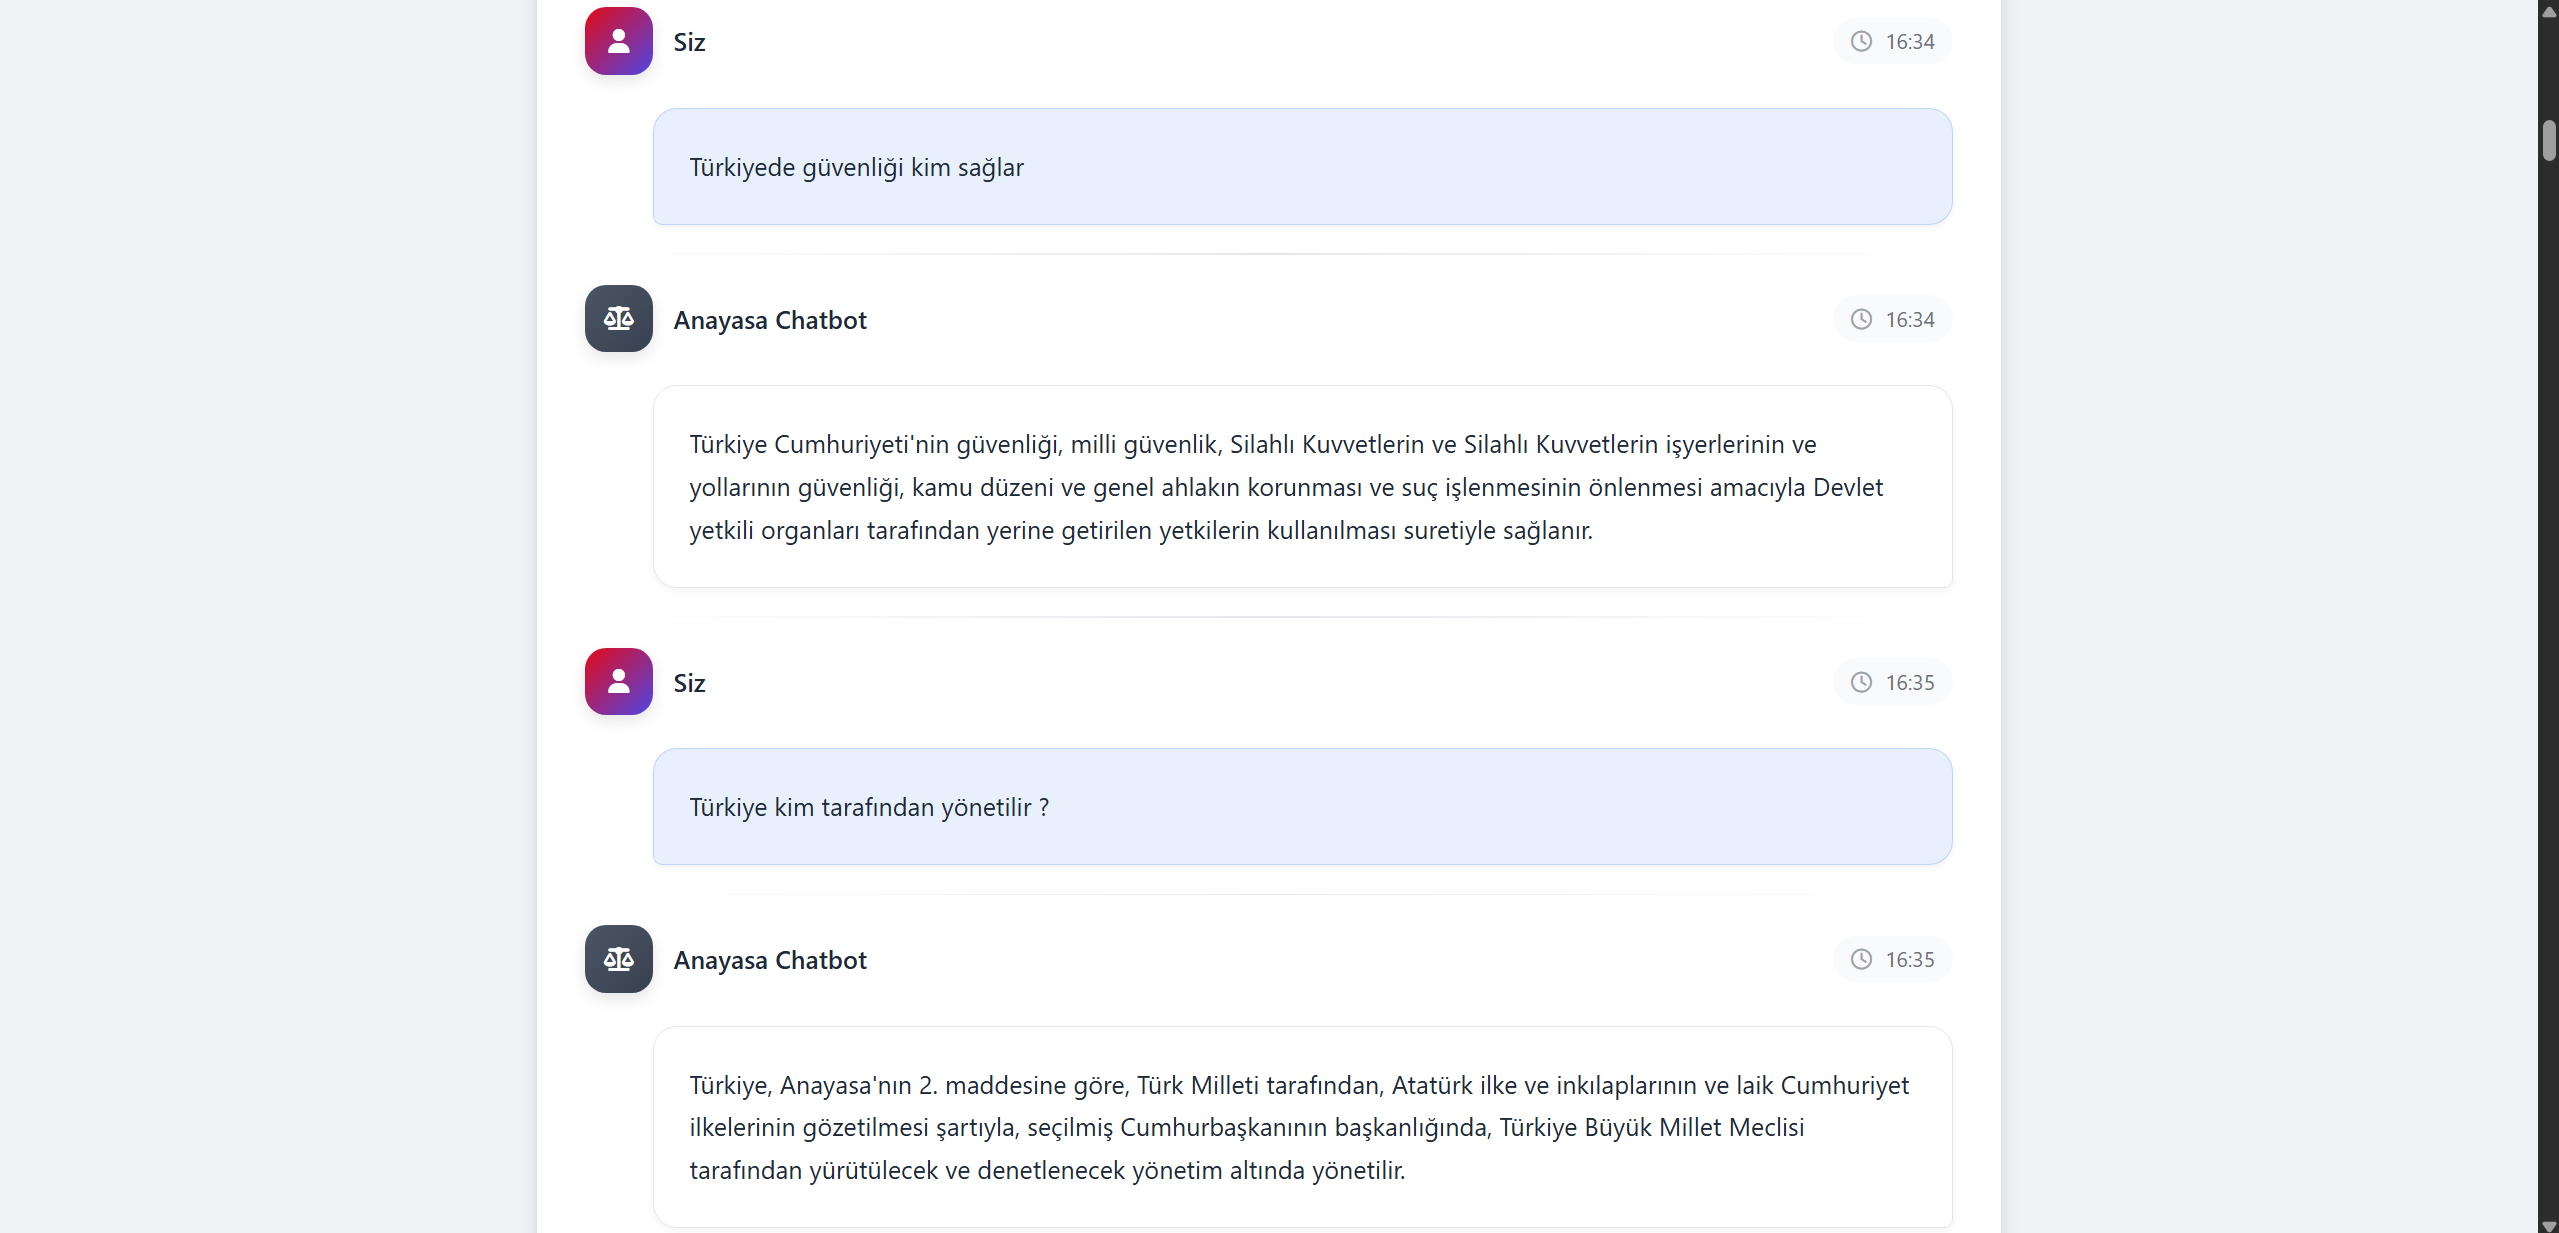 Siz
16:34
Türkiyede güvenliği kim sağlar
Anayasa Chatbot
16:34
Türkiye Cumhuriyeti'nin güvenliği, milli güvenlik, Silahlı Kuvvetlerin ve Silahlı Kuvvetlerin işyerlerinin ve
yollarının güvenliği, kamu düzeni ve genel ahlakın korunması ve suç işlenmesinin önlenmesi amacıyla Devlet
yetkili organları tarafından yerine getirilen yetkilerin kullanılması suretiyle sağlanır.
Siz
16:35
Türkiye kim tarafından yönetilir ?
Anayasa Chatbot
16:35
Türkiye, Anayasa'nın 2. maddesine göre, Türk Milleti tarafından, Atatürk ilke ve inkılaplarının ve laik Cumhuriyet
ilkelerinin gözetilmesi şartıyla, seçilmiş Cumhurbaşkanının başkanlığında, Türkiye Büyük Millet Meclisi
tarafından yürütülecek ve denetlenecek yönetim altında yönetilir.